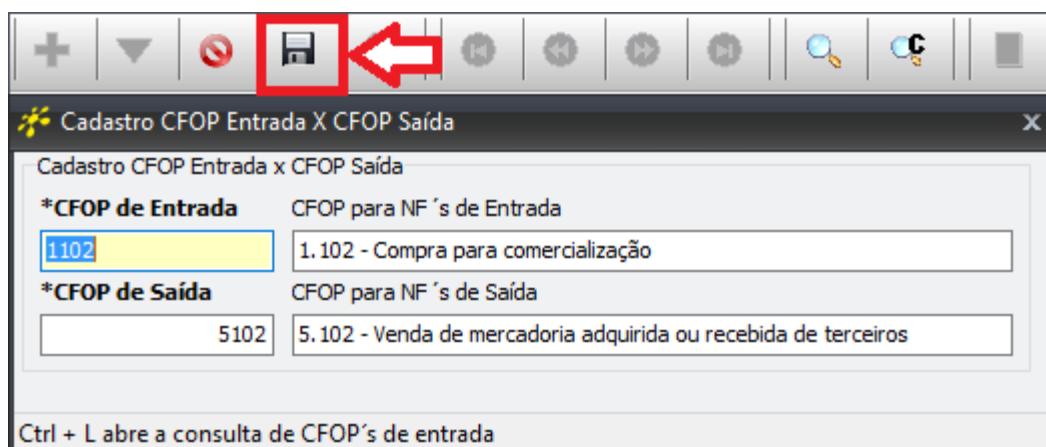 Cadastro CFOP Entrada X CFOP Saída
Cadastro CFOP Entrada x CFOP Saída
*CFOP de Entrada CFOP para NF ´s de Entrada
1102 1.102 - Compra para comercialização
*CFOP de Saída CFOP para NF ´s de Saída
5102 5.102 - Venda de mercadoria adquirida ou recebida de terceiros
Ctrl + L abre a consulta de CFOP´s de entrada